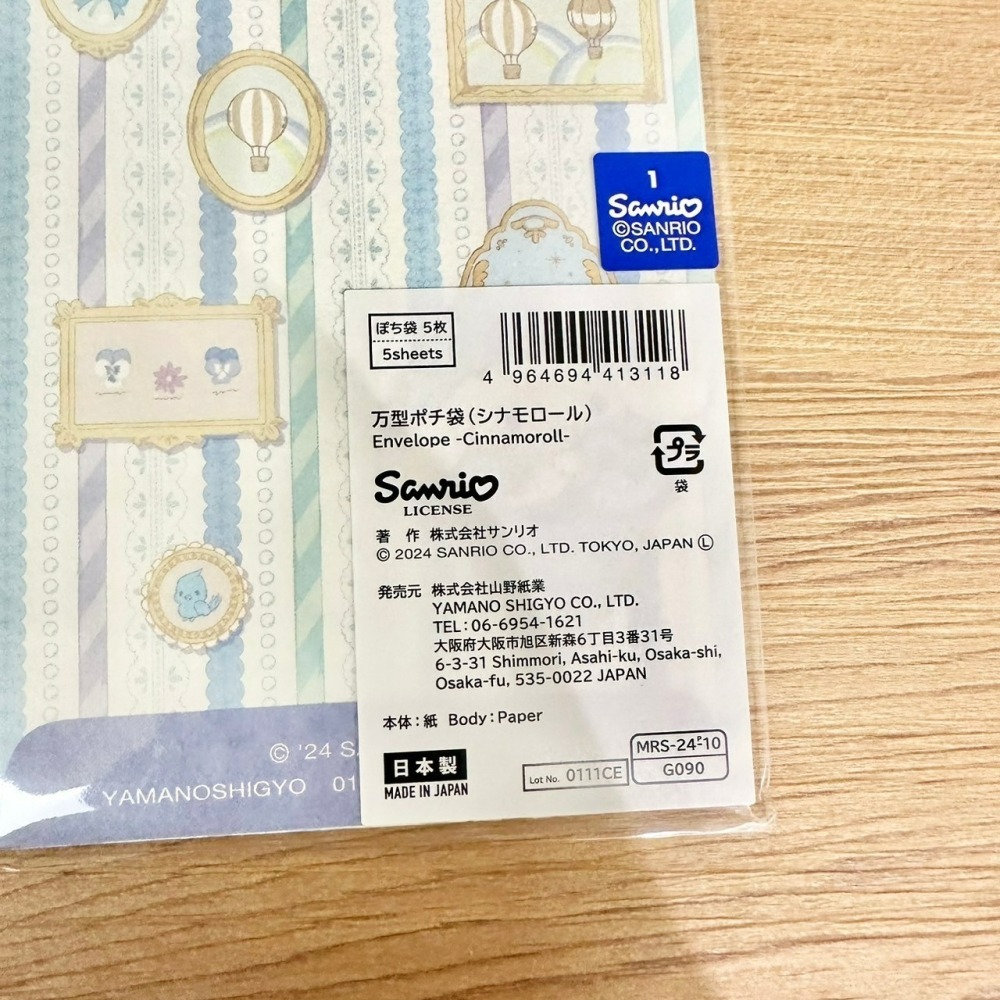 1
Sanrio
©SANRIO
CO.,LTD.
ぽち袋 5枚
5sheets
4 964694 413118
万型ポチ袋(シナモロール)
Envelope -Cinnamoroll-
プラ
袋
Sanrio
LICENSE
著 作 株式会社サンリオ
© 2024 SANRIO CO., LTD. TOKYO, JAPAN Ⓛ
発売元 株式会社山野紙業
YAMANO SHIGYO CO., LTD.
TEL:06-6954-1621
大阪府大阪市旭区新森6丁目3番31号
6-3-31 Shimmori, Asahi-ku, Osaka-shi,
Osaka-fu, 535-0022 JAPAN
本体:紙 Body:Paper
日本製
MADE IN JAPAN
Lot No. 0111CE
MRS-24-P-10
G090
© '24 SA
YAMANOSHIGYO 01